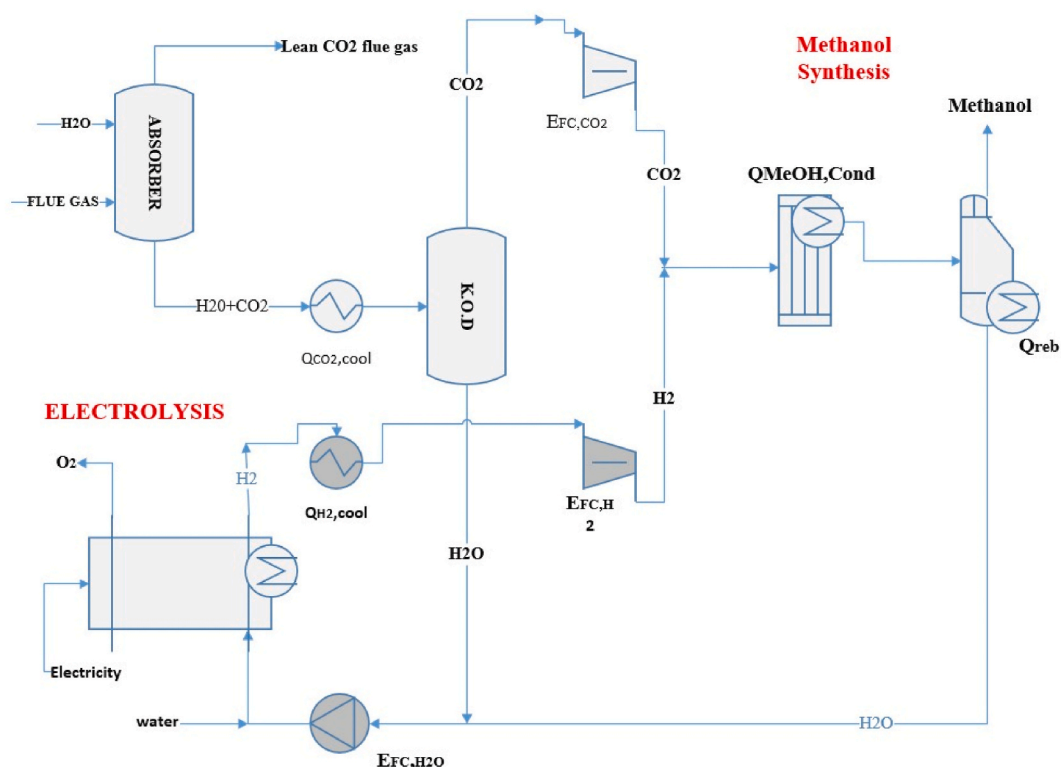 Lean CO2 flue gas
Methanol
Synthesis
CO2
H2O
ABSORBER
EFC,CO2
Methanol
FLUE GAS
CO2
QMeOH,Cond
H20+CO2
K.O.D
QCO2,cool
Qreb
ELECTROLYSIS
H2
O2
H2
QH2,cool
EFC,H
2
H2O
Electricity
water
H2O
EFC,H2O